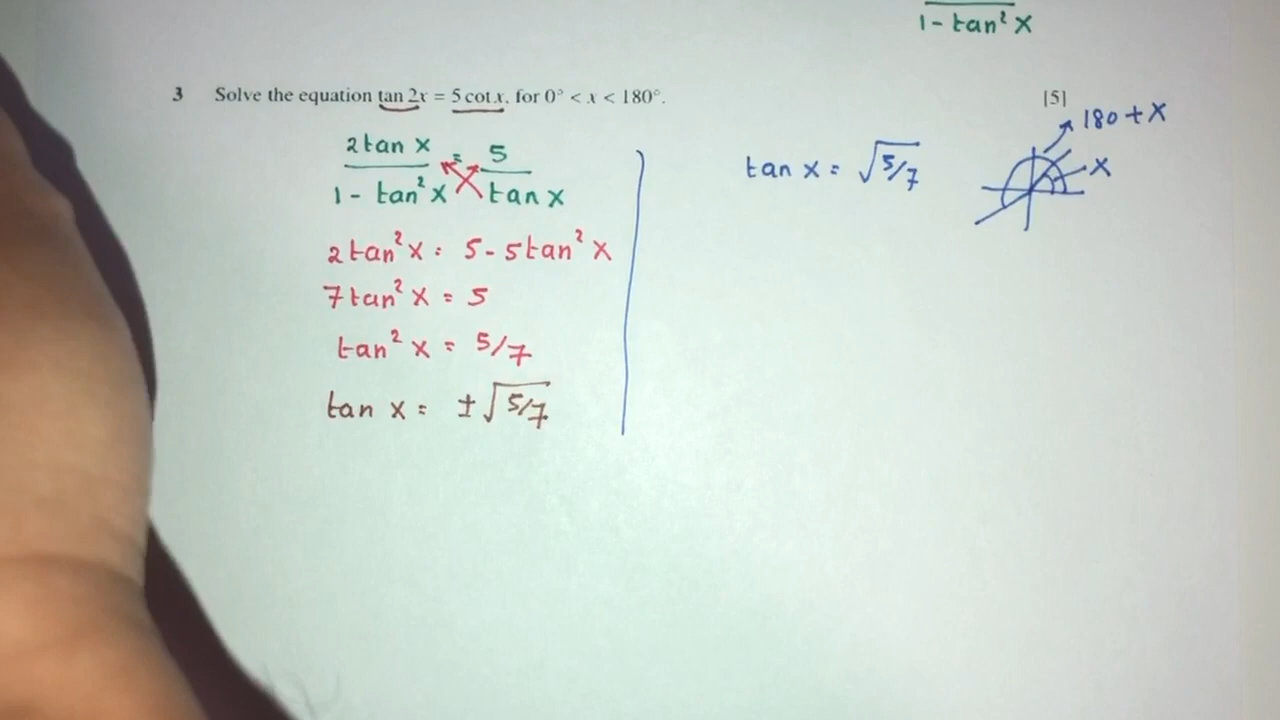 1 - tan² x
3 Solve the equation tan 2x = 5 cot x, for 0° < x < 180°. [5]
2 tan x / 1 - tan² x = 5 / tan x
2 tan² x = 5 - 5 tan² x
7 tan² x = 5
tan² x = 5/7
tan x = ± √5/7
tan x = √5/7
180 + x
x